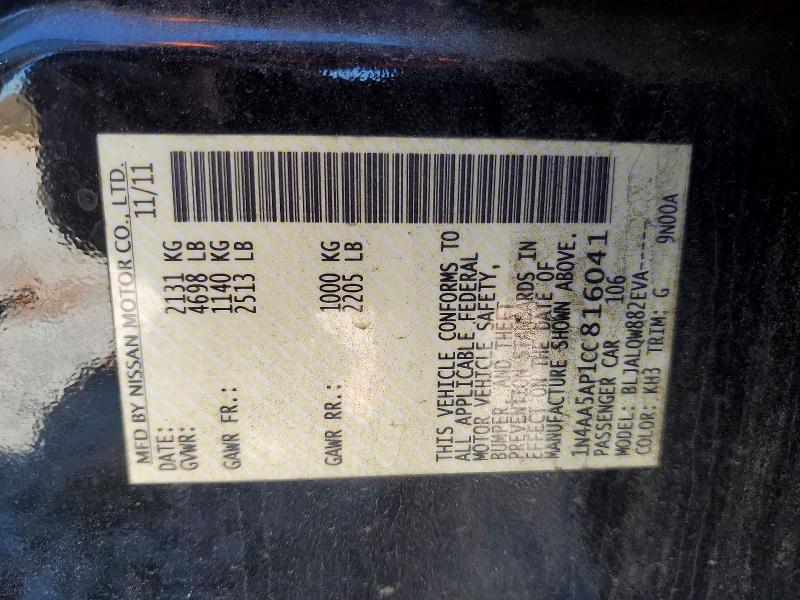 MFD BY NISSAN MOTOR CO., LTD.
DATE: 11/11
GVWR: 2131 KG
4698 LB
GAWR FR.: 1140 KG
2513 LB
GAWR RR.: 1000 KG
2205 LB
THIS VEHICLE CONFORMS TO
ALL APPLICABLE FEDERAL
MOTOR VEHICLE SAFETY,
BUMPER, AND THEFT
PREVENTION STANDARDS IN
EFFECT ON THE DATE OF
MANUFACTURE SHOWN ABOVE.
1N4AA5AP1CC816041
PASSENGER CAR 106
MODEL: BLJALQW882EVA-----
COLOR: KH3 TRIM: G 9N00A